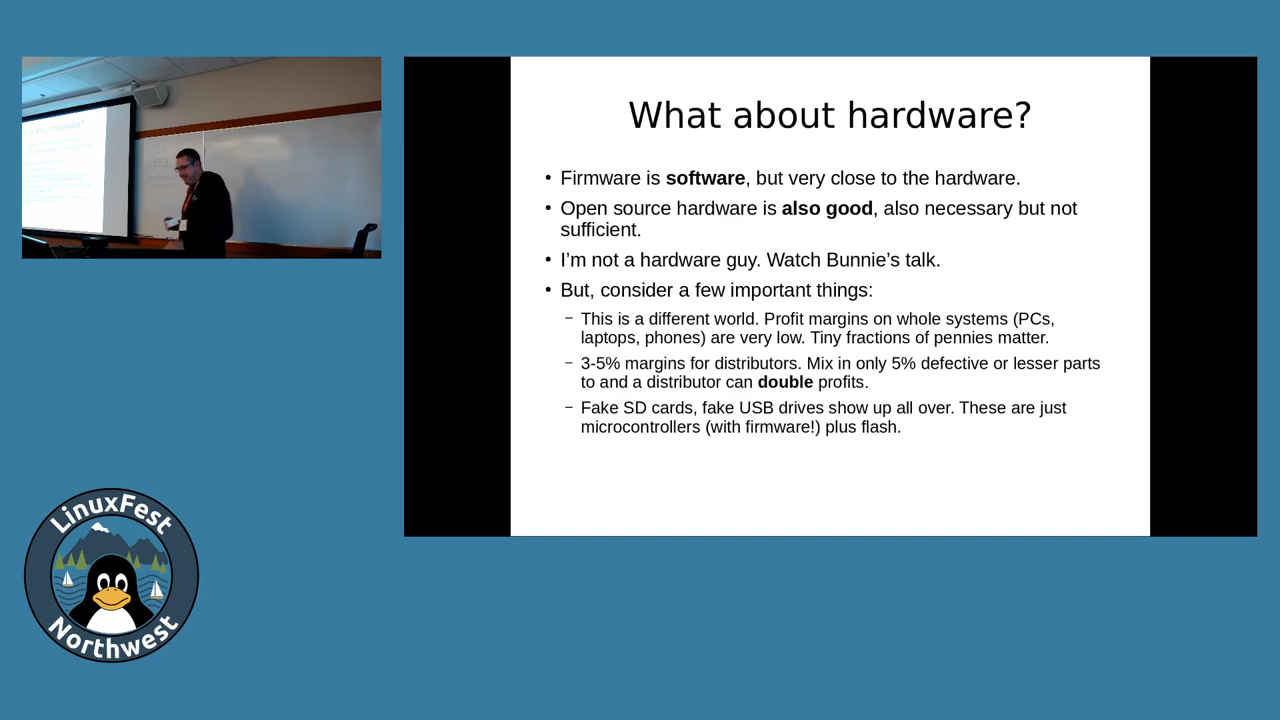 What about hardware?
• Firmware is software, but very close to the hardware.
• Open source hardware is also good, also necessary but not
sufficient.
• I’m not a hardware guy. Watch Bunnie’s talk.
• But, consider a few important things:
– This is a different world. Profit margins on whole systems (PCs,
laptops, phones) are very low. Tiny fractions of pennies matter.
– 3-5% margins for distributors. Mix in only 5% defective or lesser parts
to and a distributor can double profits.
– Fake SD cards, fake USB drives show up all over. These are just
microcontrollers (with firmware!) plus flash.
LinuxFest
Northwest